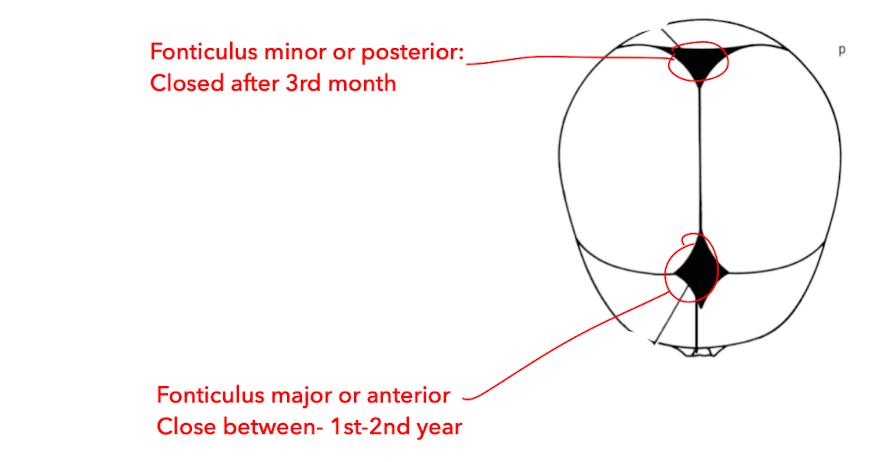 Fonticulus minor or posterior:
Closed after 3rd month
p
Fonticulus major or anterior
Close between- 1st-2nd year